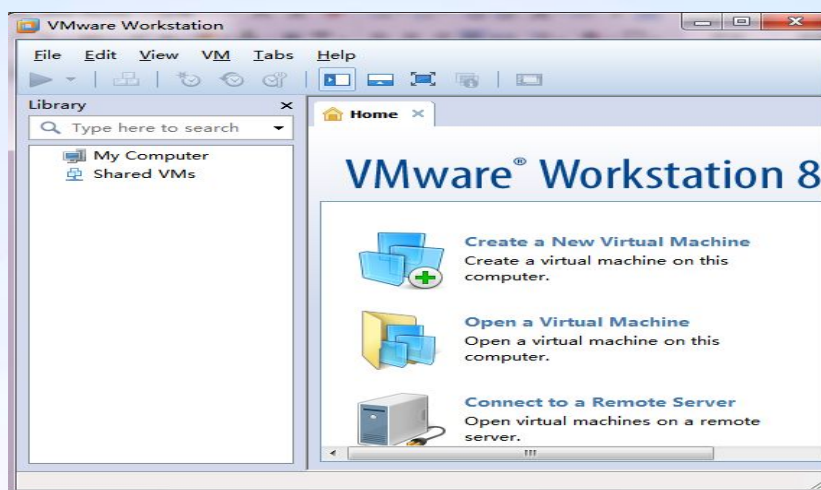 VMware Workstation
File Edit View VM Tabs Help
Library
Type here to search
My Computer
Shared VMs
Home
VMware® Workstation 8
Create a New Virtual Machine
Create a virtual machine on this
computer.
Open a Virtual Machine
Open a virtual machine on this
computer.
Connect to a Remote Server
Open virtual machines on a remote
server.